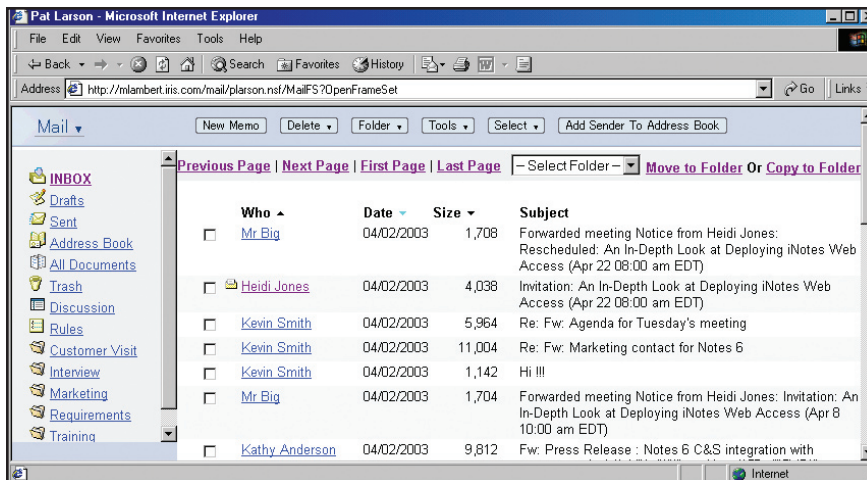 Pat Larson - Microsoft Internet Explorer
File Edit View Favorites Tools Help
Back Search Favorites History
Address http://mlambert.iris.com/mail/plarson.nsf/MailFS?OpenFrameSet Go Links
Mail New Memo Delete Folder Tools Select Add Sender To Address Book
Previous Page | Next Page | First Page | Last Page – Select Folder – Move to Folder Or Copy to Folder
INBOX
Drafts
Sent
Address Book
All Documents
Trash
Discussion
Rules
Customer Visit
Interview
Marketing
Requirements
Training
Who Date Size Subject
Mr Big 04/02/2003 1,708 Forwarded meeting Notice from Heidi Jones:
Rescheduled: An In-Depth Look at Deploying iNotes Web
Access (Apr 22 08:00 am EDT)
Heidi Jones 04/02/2003 4,038 Invitation: An In-Depth Look at Deploying iNotes Web
Access (Apr 22 08:00 am EDT)
Kevin Smith 04/02/2003 5,964 Re: Fw: Agenda for Tuesday's meeting
Kevin Smith 04/02/2003 11,004 Re: Fw: Marketing contact for Notes 6
Kevin Smith 04/02/2003 1,142 Hi !!!
Mr Big 04/02/2003 1,704 Forwarded meeting Notice from Heidi Jones: Invitation: An
In-Depth Look at Deploying iNotes Web Access (Apr 8
10:00 am EDT)
Kathy Anderson 04/02/2003 9,812 Fw: Press Release : Notes 6 C&S integration with
Internet